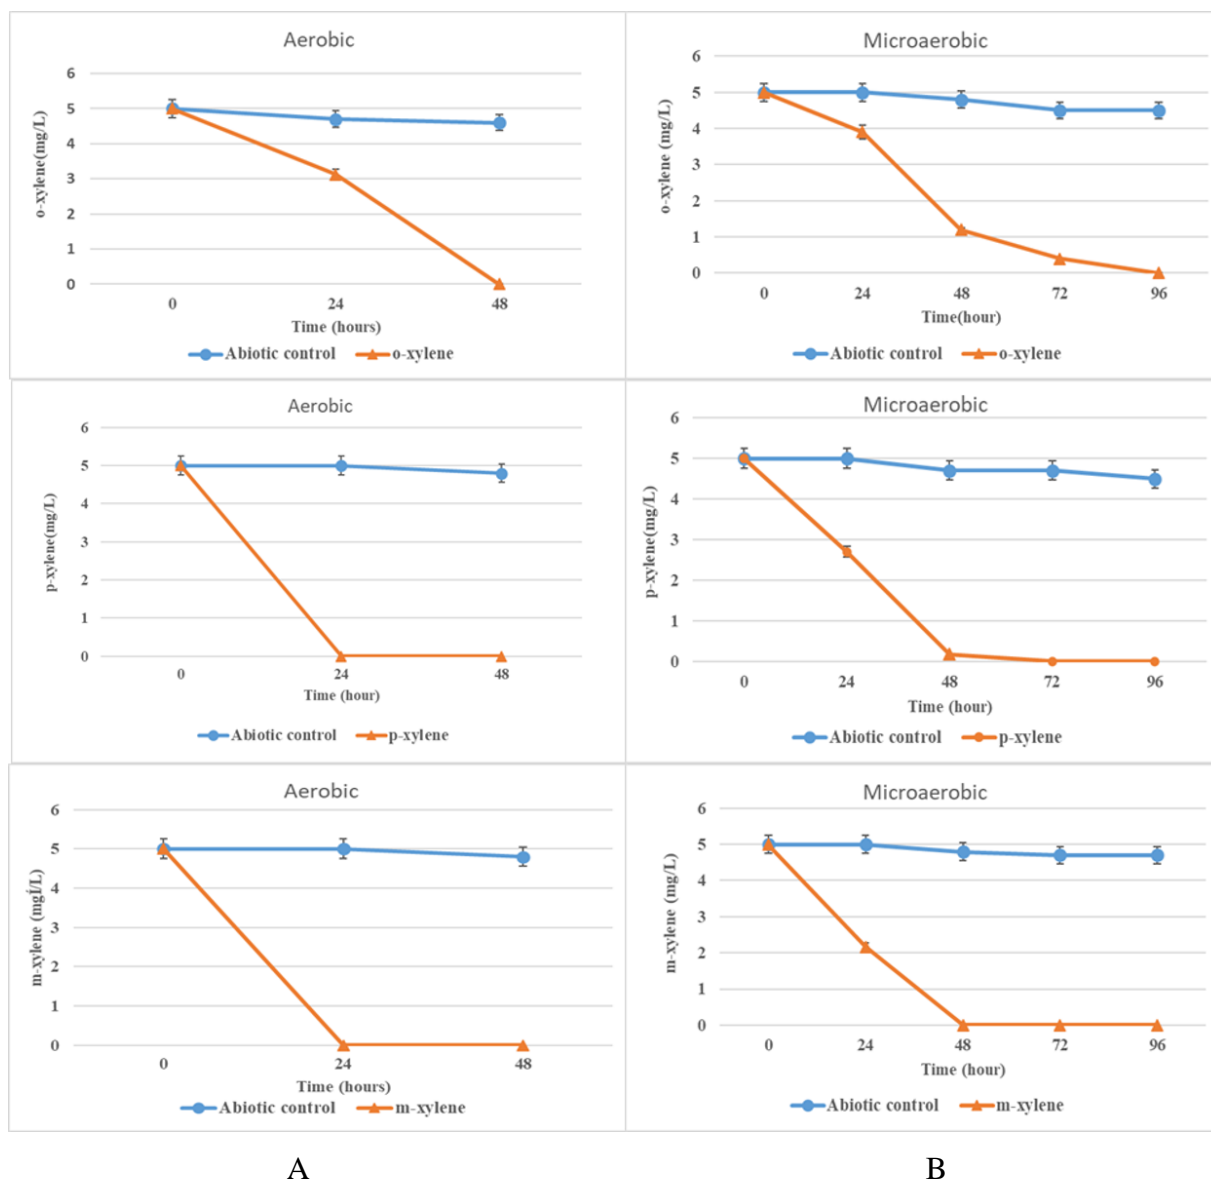 Aerobic
6
5
4
3
2
1
0
o-xylene(mg/L)
0 24 48
Time (hours)
Abiotic control o-xylene
Microaerobic
6
5
4
3
2
1
0
o-xylene (mg/L)
0 24 48 72 96
Time(hour)
Abiotic control o-xylene
Aerobic
6
5
4
3
2
1
0
p-xylene(mg/L)
0 24 48
Time (hour)
Abiotic control p-xylene
Microaerobic
6
5
4
3
2
1
0
p-xylene(mg/L)
0 24 48 72 96
Time (hour)
Abiotic control p-xylene
Aerobic
6
5
4
3
2
1
0
m-xylene (mgİ/L)
0 24 48
Time (hours)
Abiotic control m-xylene
Microaerobic
6
5
4
3
2
1
0
m-xylene (mg/L)
0 24 48 72 96
Time (hour)
Abiotic control m-xylene
A B